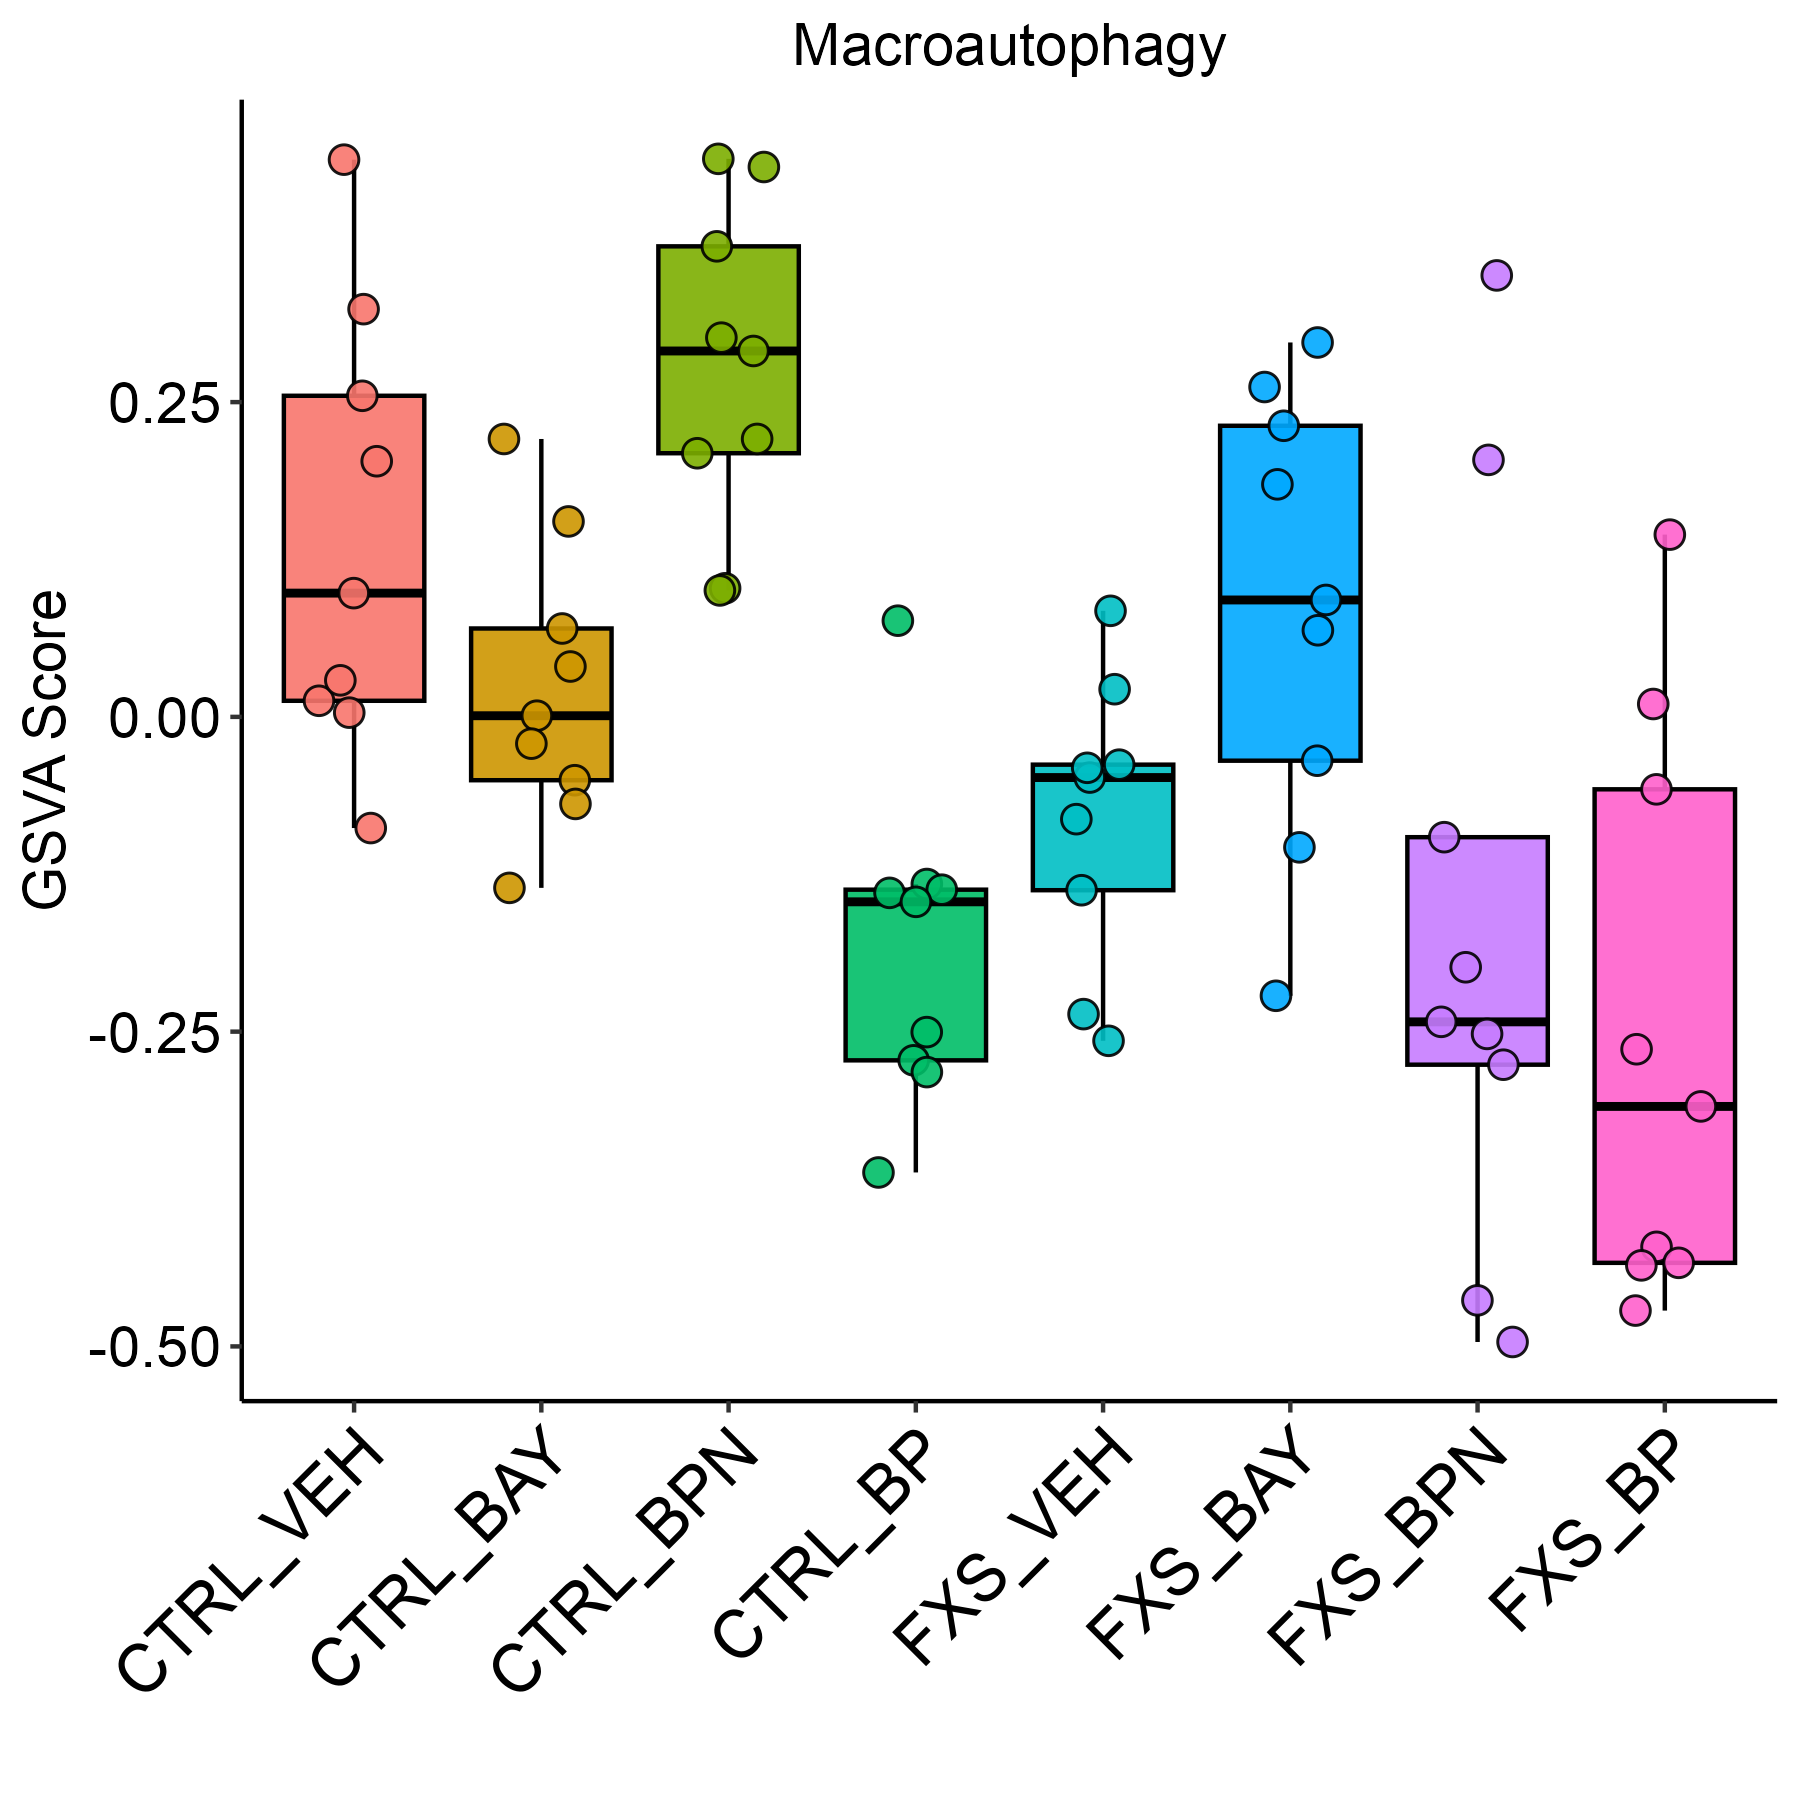 Macroautophagy
GSVA Score
0.25
0.00
-0.25
-0.50
CTRL_VEH
CTRL_BAY
CTRL_BPN
CTRL_BP
FXS_VEH
FXS_BAY
FXS_BPN
FXS_BP